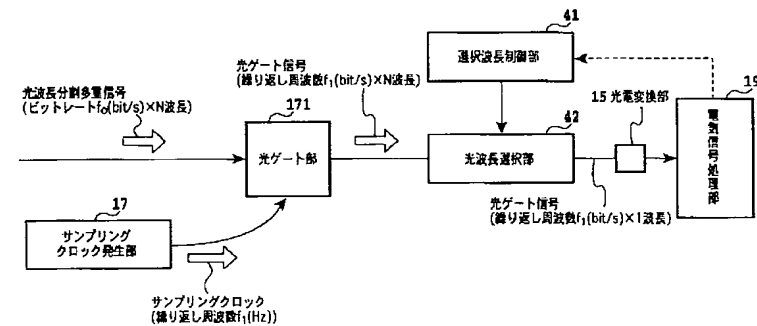 41
選択波長制御部
光ゲート信号
(繰り返し周波数f1(bit/s)×N波長)
光波長分割多重信号
(ビットレートf0(bit/s)×N波長)
171
光ゲート部
42
光波長選択部
15 光電変換部
19
電気信号処理部
光ゲート信号
(繰り返し周波数f1(bit/s)×1波長)
17
サンプリング
クロック発生部
サンプリングクロック
(繰り返し周波数f1(Hz))